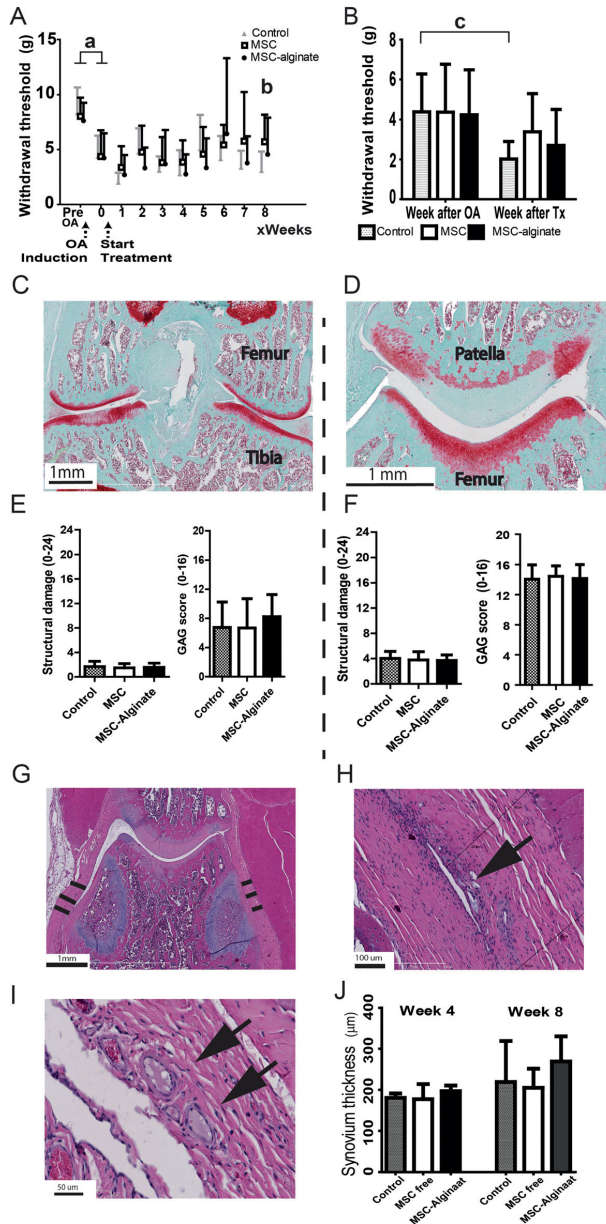 A
Withdrawal threshold (g)
15
10
5
0
a
b
Control
MSC
MSC-alginate
Pre OA
0 1 2 3 4 5 6 7 8
xWeeks
OA Induction
Start Treatment
B
Withdrawal threshold (g)
8
6
4
2
0
c
Week after OA
Week after Tx
Control MSC MSC-alginate
C
Femur
Tibia
1mm
D
Patella
Femur
1 mm
E
Structural damage (0-24)
24
20
16
12
8
4
0
Control
MSC
MSC-Alginate
GAG score (0-16)
20
16
12
8
4
0
Control
MSC
MSC-Alginate
F
Structural damage (0-24)
24
20
16
12
8
4
0
Control
MSC
MSC-Alginate
GAG score (0-16)
20
16
12
8
4
0
Control
MSC
MSC-Alginate
G
1mm
H
100 um
I
50 um
J
Synovium thickness (μm)
400
300
200
100
0
Week 4
Week 8
Control
MSC free
MSC-Alginaat
Control
MSC free
MSC-Alginaat